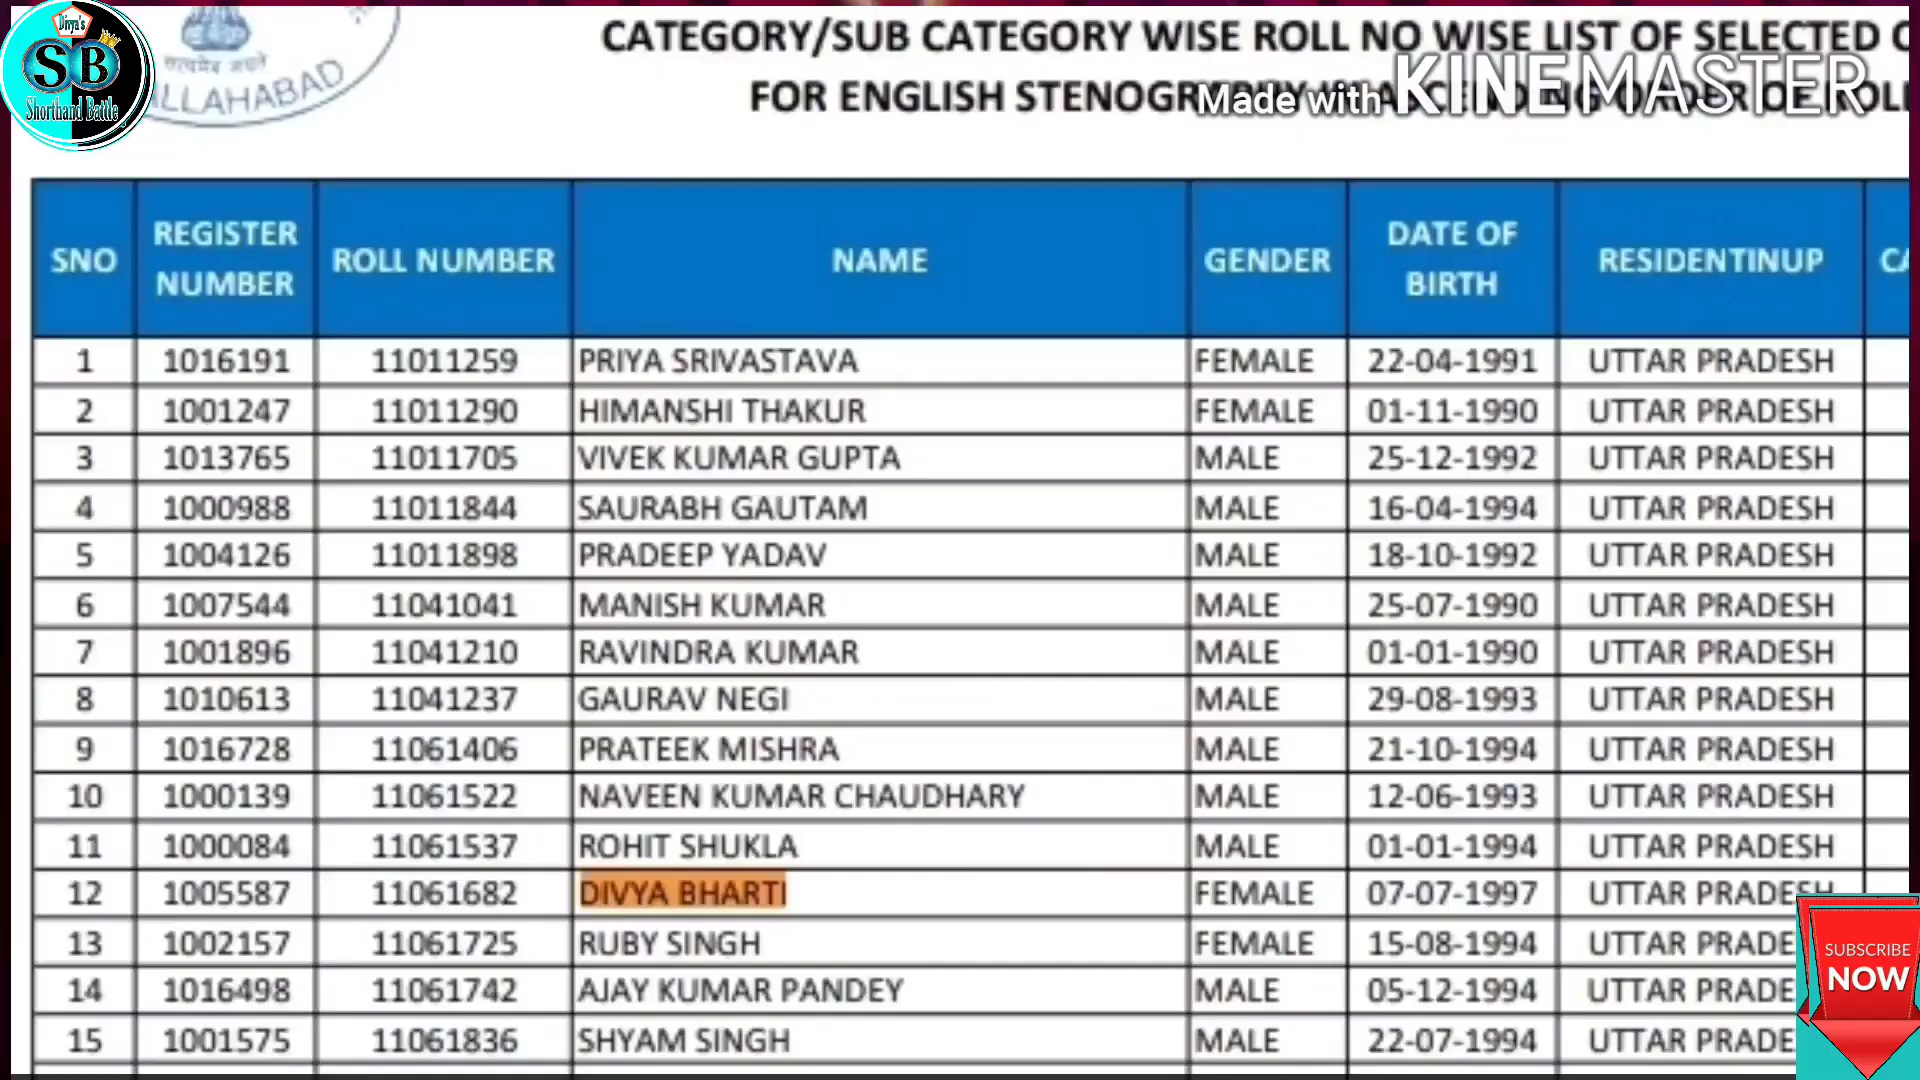 Divya's
SB
Shorthand Battle
सत्यमेव जयते
ALLAHABAD
CATEGORY/SUB CATEGORY WISE ROLL NO WISE LIST OF SELECTED
FOR ENGLISH
Made with KINEMASTER
SNO REGISTER NUMBER ROLL NUMBER NAME GENDER DATE OF BIRTH RESIDENTINUP CA
1 1016191 11011259 PRIYA SRIVASTAVA FEMALE 22-04-1991 UTTAR PRADESH
2 1001247 11011290 HIMANSHI THAKUR FEMALE 01-11-1990 UTTAR PRADESH
3 1013765 11011705 VIVEK KUMAR GUPTA MALE 25-12-1992 UTTAR PRADESH
4 1000988 11011844 SAURABH GAUTAM MALE 16-04-1994 UTTAR PRADESH
5 1004126 11011898 PRADEEP YADAV MALE 18-10-1992 UTTAR PRADESH
6 1007544 11041041 MANISH KUMAR MALE 25-07-1990 UTTAR PRADESH
7 1001896 11041210 RAVINDRA KUMAR MALE 01-01-1990 UTTAR PRADESH
8 1010613 11041237 GAURAV NEGI MALE 29-08-1993 UTTAR PRADESH
9 1016728 11061406 PRATEEK MISHRA MALE 21-10-1994 UTTAR PRADESH
10 1000139 11061522 NAVEEN KUMAR CHAUDHARY MALE 12-06-1993 UTTAR PRADESH
11 1000084 11061537 ROHIT SHUKLA MALE 01-01-1994 UTTAR PRADESH
12 1005587 11061682 DIVYA BHARTI FEMALE 07-07-1997 UTTAR PRADESH
13 1002157 11061725 RUBY SINGH FEMALE 15-08-1994 UTTAR PRADE
14 1016498 11061742 AJAY KUMAR PANDEY MALE 05-12-1994 UTTAR PRADE
15 1001575 11061836 SHYAM SINGH MALE 22-07-1994 UTTAR PRADE
SUBSCRIBE
NOW